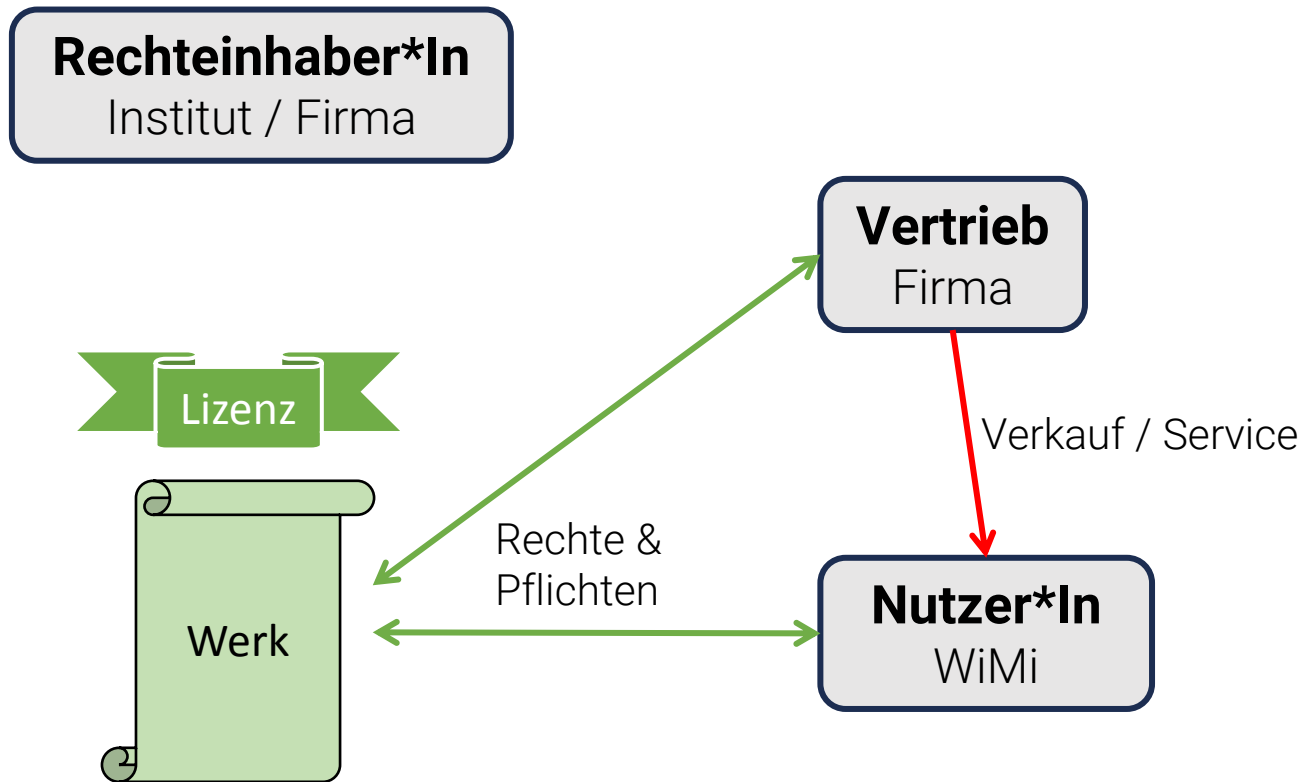 Rechteinhaber*In
Institut / Firma
Vertrieb
Firma
Lizenz
Verkauf / Service
Rechte &
Pflichten
Werk
Nutzer*In
WiMi